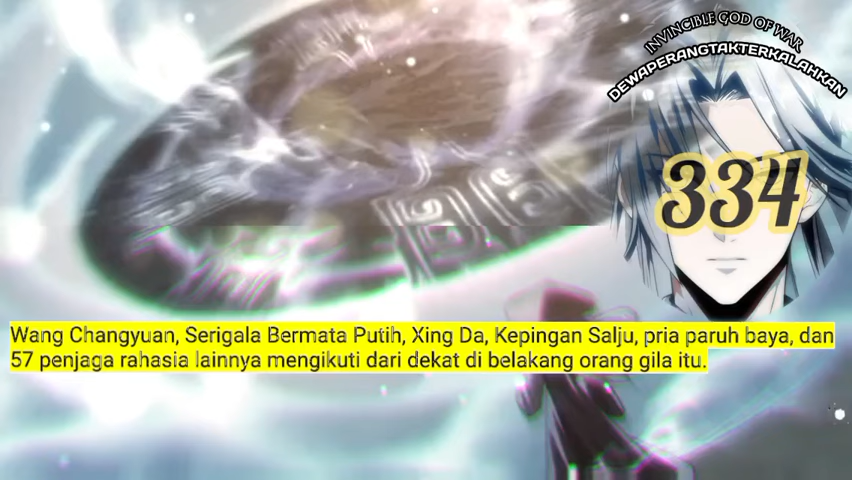 INVINCIBLE GOD OF WAR
DEWAPERANGTAKTERKALAHKAN
334
Wang Changyuan, Serigala Bermata Putih, Xing Da, Kepingan Salju, pria paruh baya, dan
57 penjaga rahasia lainnya mengikuti dari dekat di belakang orang gila itu.